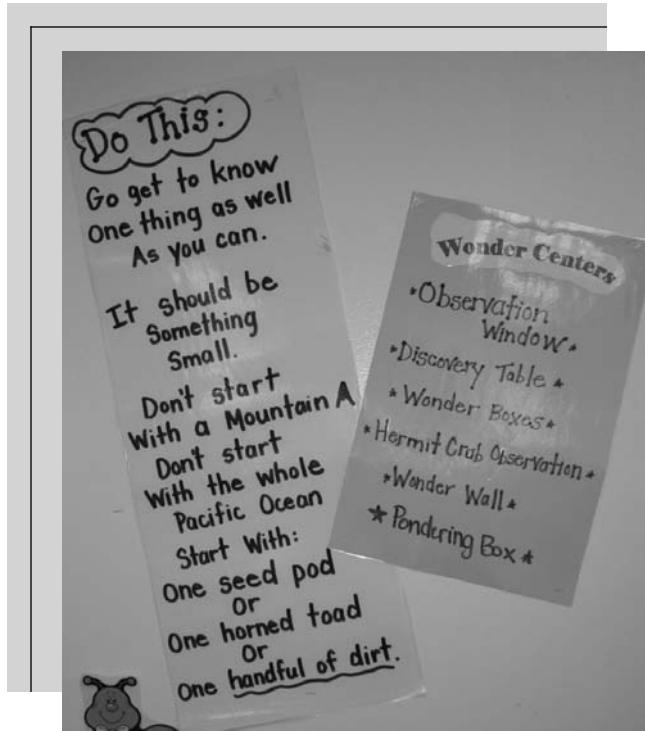 Do This:
Go get to know
One thing as well
As you can.
It should be
Something
Small.
Don't start
With a Mountain
Don't start
With the whole
Pacific Ocean
Start With:
One seed pod
Or
One horned toad
Or
One handful of dirt.
Wonder Centers
*Observation
Window*
*Discovery Table*
*Wonder Boxes*
*Hermit Crab Observation*
*Wonder Wall*
★Pondering Box★